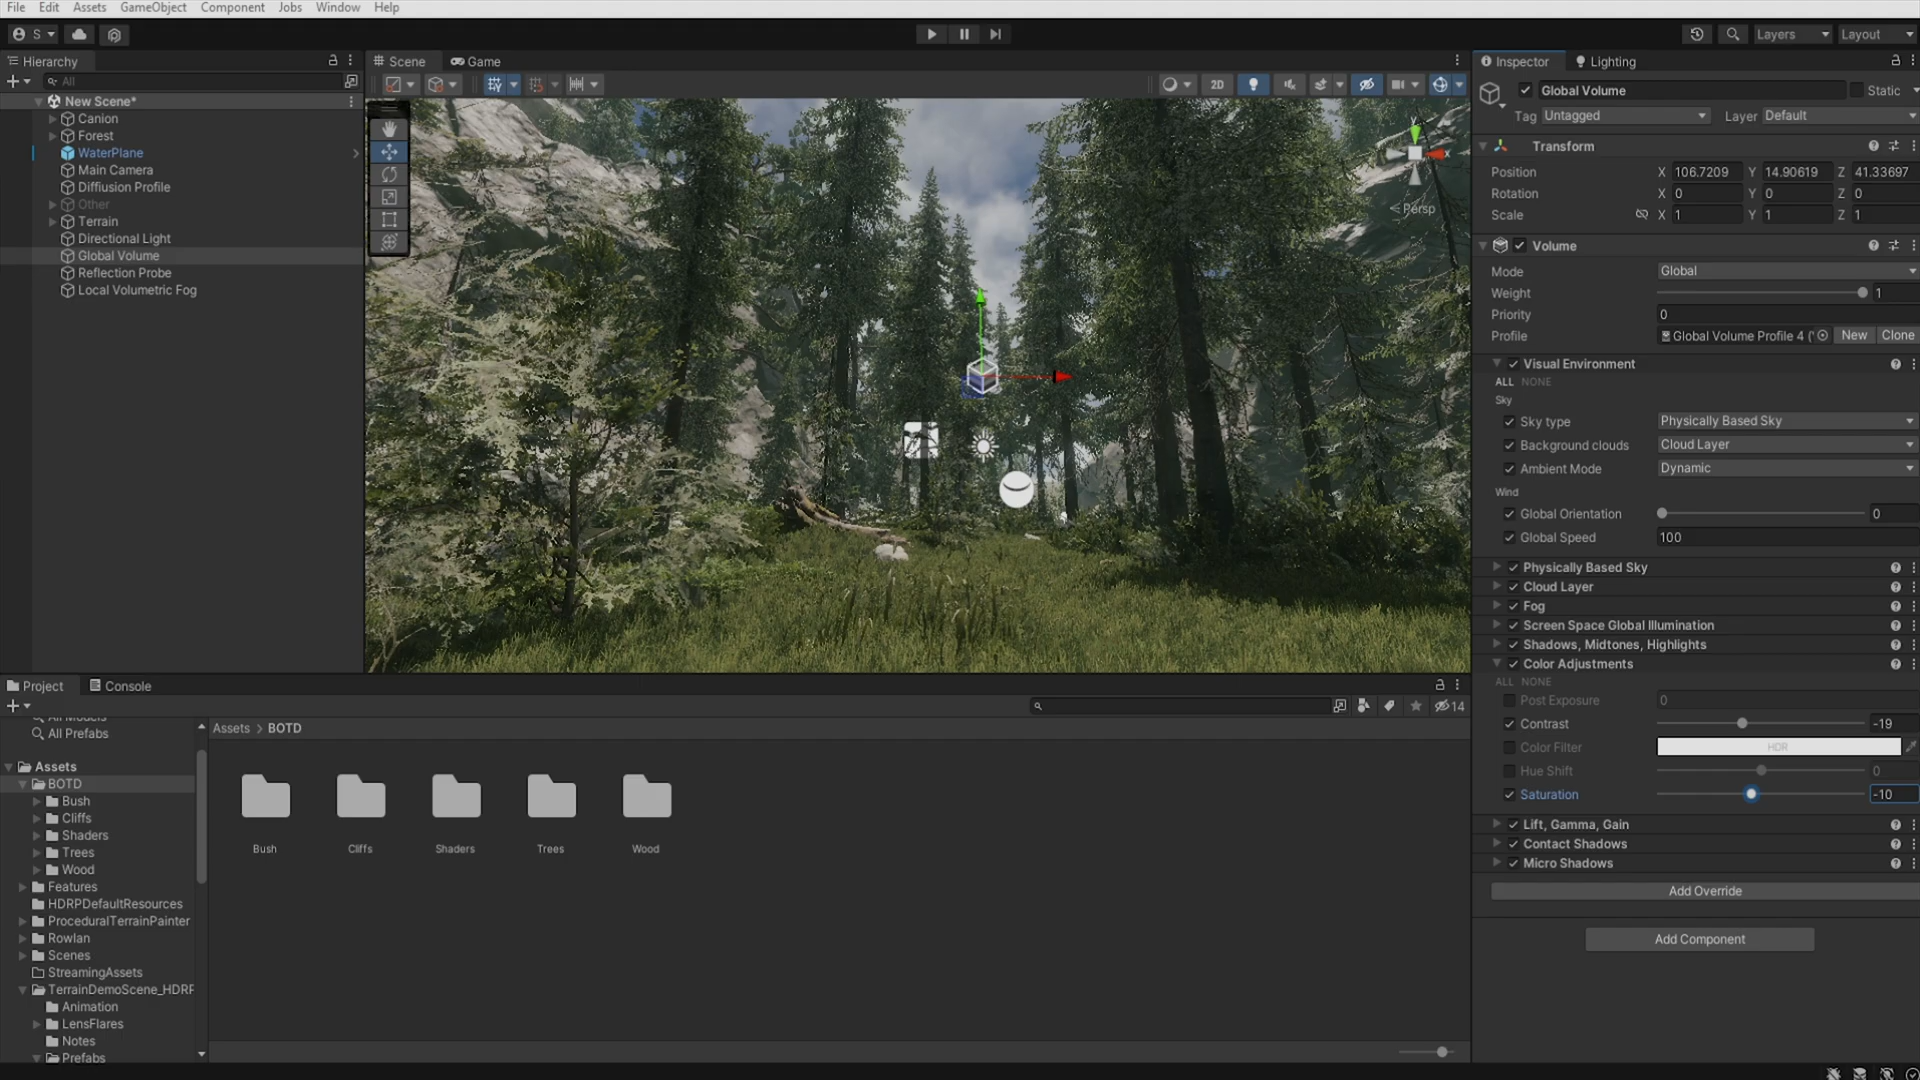 File Edit Assets GameObject Component Jobs Window Help
S Layers Layout
Hierarchy
All
New Scene*
Canion
Forest
WaterPlane
Main Camera
Diffusion Profile
Other
Terrain
Directional Light
Global Volume
Reflection Probe
Local Volumetric Fog
Scene Game
2D
y
x
Persp
Inspector Lighting
Global Volume Static
Tag Untagged Layer Default
Transform
Position X 106.7209 Y 14.90619 Z 41.33697
Rotation X 0 Y 0 Z 0
Scale X 1 Y 1 Z 1
Volume
Mode Global
Weight 1
Priority 0
Profile Global Volume Profile 4 (' New Clone
Visual Environment
ALL NONE
Sky
Sky type Physically Based Sky
Background clouds Cloud Layer
Ambient Mode Dynamic
Wind
Global Orientation 0
Global Speed 100
Physically Based Sky
Cloud Layer
Fog
Screen Space Global Illumination
Shadows, Midtones, Highlights
Color Adjustments
ALL NONE
Post Exposure 0
Contrast -19
Color Filter HDR
Hue Shift 0
Saturation -10
Lift, Gamma, Gain
Contact Shadows
Micro Shadows
Add Override
Add Component
Project Console
14
All Models
All Prefabs
Assets
BOTD
Bush
Cliffs
Shaders
Trees
Wood
Features
HDRPDefaultResources
ProceduralTerrainPainter
Rowlan
Scenes
StreamingAssets
TerrainDemoScene_HDRP
Animation
LensFlares
Notes
Prefabs
Assets > BOTD
Bush Cliffs Shaders Trees Wood